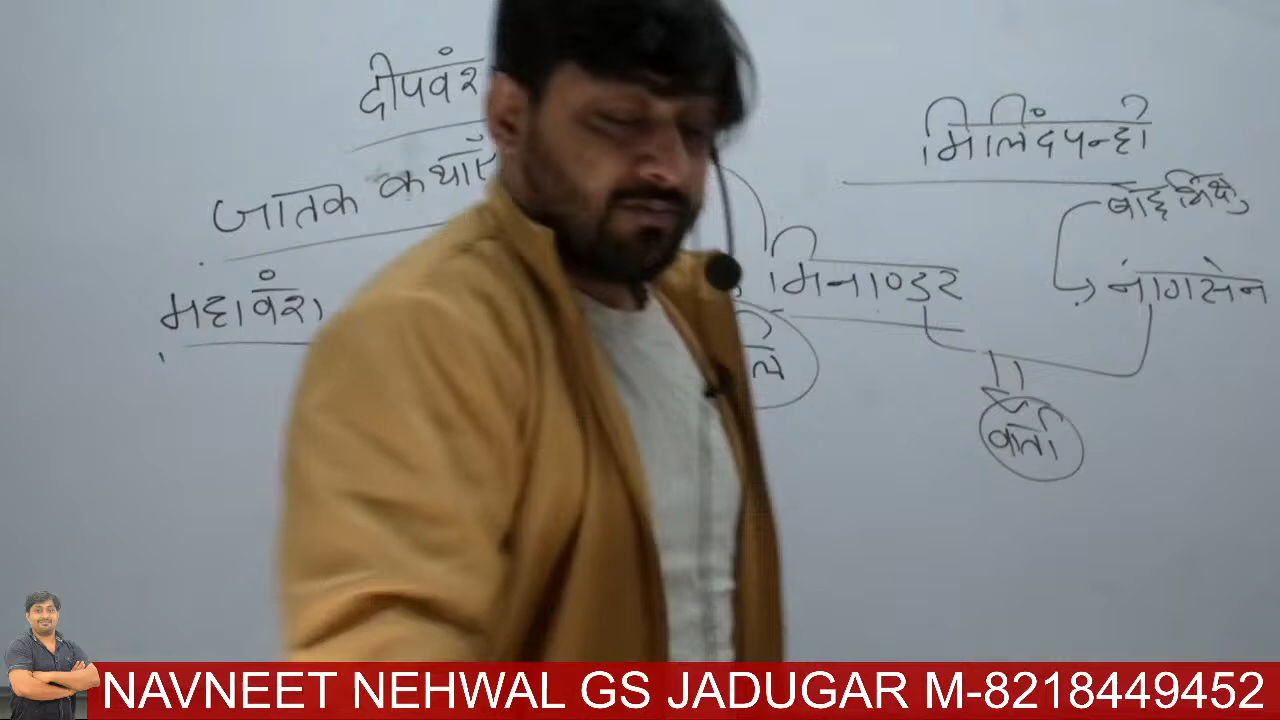 दीपवंश
जातक कथाएँ
महावंश
मिलिंदपन्हो
बौद्ध भिक्षु
मिनाण्डर
नागसेन
वार्ता
NAVNEET NEHWAL GS JADUGAR M-8218449452